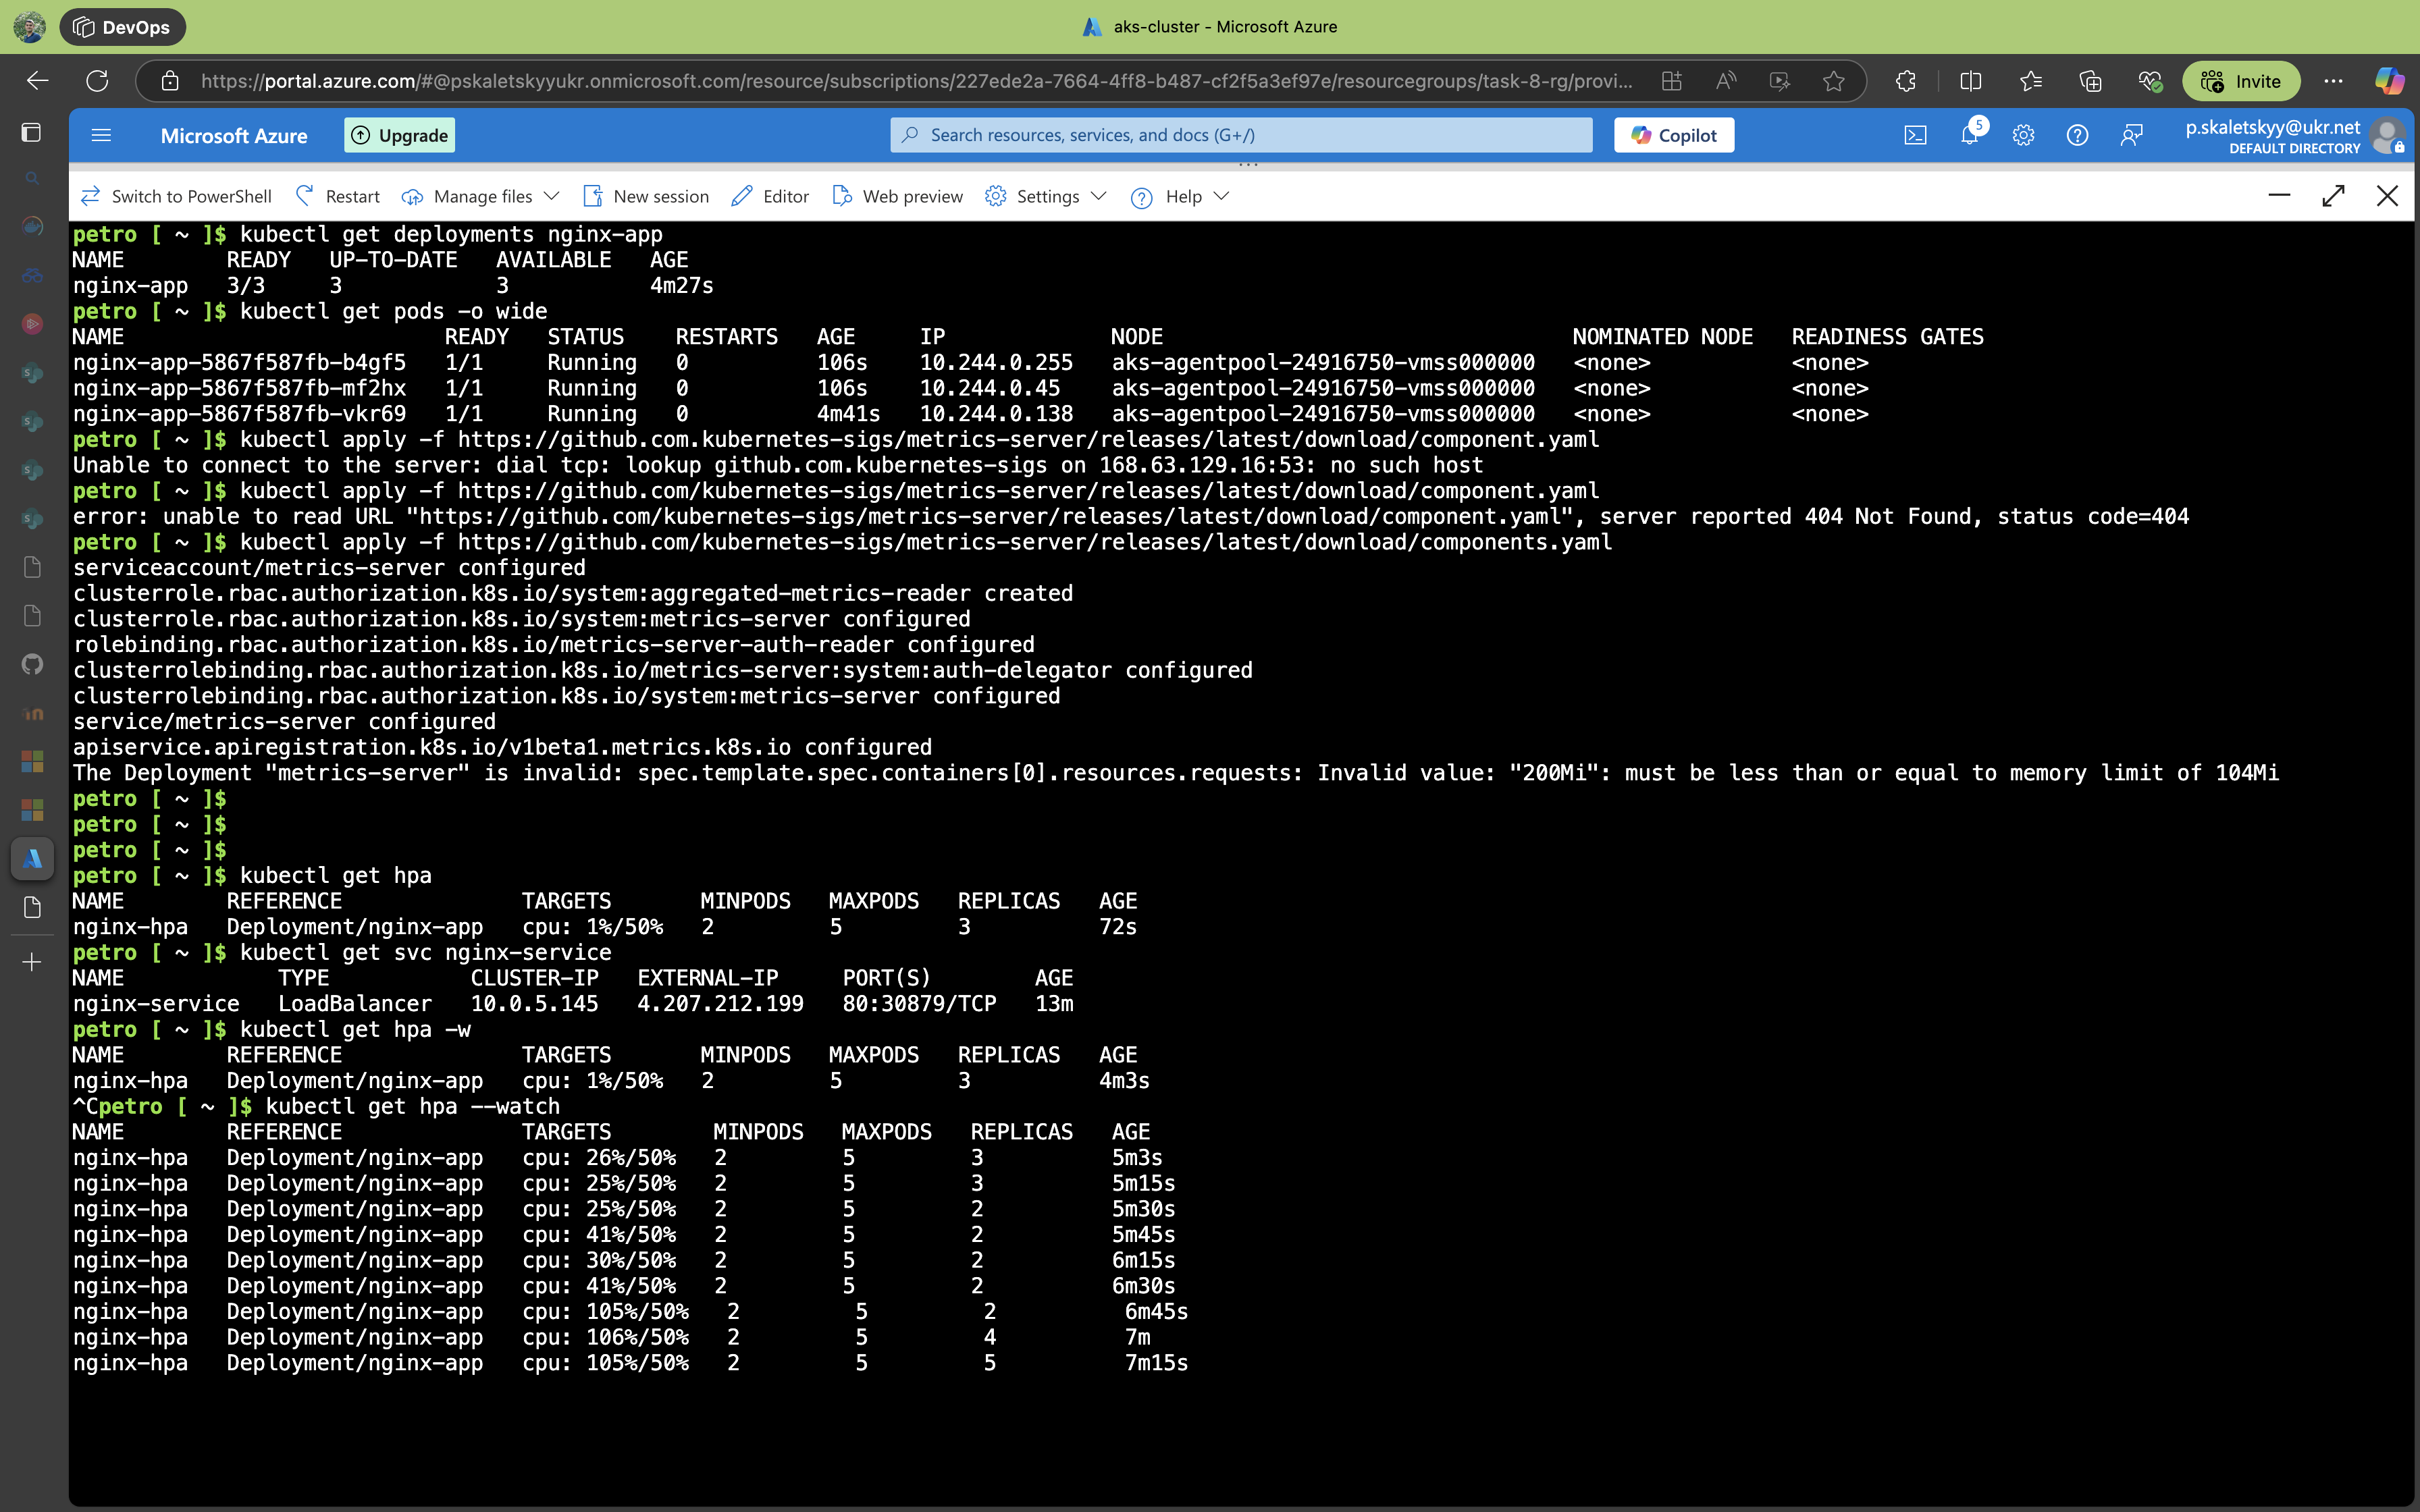 DevOps
aks-cluster - Microsoft Azure
https://portal.azure.com/#@pskaletskyyukr.onmicrosoft.com/resource/subscriptions/227ede2a-7664-4ff8-b487-cf2f5a3ef97e/resourcegroups/task-8-rg/provi...
Invite
Microsoft Azure
Upgrade
Search resources, services, and docs (G+/)
Copilot
5
p.skaletskyy@ukr.net
DEFAULT DIRECTORY
Switch to PowerShell Restart Manage files New session Editor Web preview Settings Help
petro [ ~ ]$ kubectl get deployments nginx-app
NAME READY UP-TO-DATE AVAILABLE AGE
nginx-app 3/3 3 3 4m27s
petro [ ~ ]$ kubectl get pods -o wide
NAME READY STATUS RESTARTS AGE IP NODE NOMINATED NODE READINESS GATES
nginx-app-5867f587fb-b4gf5 1/1 Running 0 106s 10.244.0.255 aks-agentpool-24916750-vmss000000 <none> <none>
nginx-app-5867f587fb-mf2hx 1/1 Running 0 106s 10.244.0.45 aks-agentpool-24916750-vmss000000 <none> <none>
nginx-app-5867f587fb-vkr69 1/1 Running 0 4m41s 10.244.0.138 aks-agentpool-24916750-vmss000000 <none> <none>
petro [ ~ ]$ kubectl apply -f https://github.com.kubernetes-sigs/metrics-server/releases/latest/download/component.yaml
Unable to connect to the server: dial tcp: lookup github.com.kubernetes-sigs on 168.63.129.16:53: no such host
petro [ ~ ]$ kubectl apply -f https://github.com/kubernetes-sigs/metrics-server/releases/latest/download/component.yaml
error: unable to read URL "https://github.com/kubernetes-sigs/metrics-server/releases/latest/download/component.yaml", server reported 404 Not Found, status code=404
petro [ ~ ]$ kubectl apply -f https://github.com/kubernetes-sigs/metrics-server/releases/latest/download/components.yaml
serviceaccount/metrics-server configured
clusterrole.rbac.authorization.k8s.io/system:aggregated-metrics-reader created
clusterrole.rbac.authorization.k8s.io/system:metrics-server configured
rolebinding.rbac.authorization.k8s.io/metrics-server-auth-reader configured
clusterrolebinding.rbac.authorization.k8s.io/metrics-server:system:auth-delegator configured
clusterrolebinding.rbac.authorization.k8s.io/system:metrics-server configured
service/metrics-server configured
apiservice.apiregistration.k8s.io/v1beta1.metrics.k8s.io configured
The Deployment "metrics-server" is invalid: spec.template.spec.containers[0].resources.requests: Invalid value: "200Mi": must be less than or equal to memory limit of 104Mi
petro [ ~ ]$
petro [ ~ ]$
petro [ ~ ]$
petro [ ~ ]$ kubectl get hpa
NAME REFERENCE TARGETS MINPODS MAXPODS REPLICAS AGE
nginx-hpa Deployment/nginx-app cpu: 1%/50% 2 5 3 72s
petro [ ~ ]$ kubectl get svc nginx-service
NAME TYPE CLUSTER-IP EXTERNAL-IP PORT(S) AGE
nginx-service LoadBalancer 10.0.5.145 4.207.212.199 80:30879/TCP 13m
petro [ ~ ]$ kubectl get hpa -w
NAME REFERENCE TARGETS MINPODS MAXPODS REPLICAS AGE
nginx-hpa Deployment/nginx-app cpu: 1%/50% 2 5 3 4m3s
^Cpetro [ ~ ]$ kubectl get hpa --watch
NAME REFERENCE TARGETS MINPODS MAXPODS REPLICAS AGE
nginx-hpa Deployment/nginx-app cpu: 26%/50% 2 5 3 5m3s
nginx-hpa Deployment/nginx-app cpu: 25%/50% 2 5 3 5m15s
nginx-hpa Deployment/nginx-app cpu: 25%/50% 2 5 2 5m30s
nginx-hpa Deployment/nginx-app cpu: 41%/50% 2 5 2 5m45s
nginx-hpa Deployment/nginx-app cpu: 30%/50% 2 5 2 6m15s
nginx-hpa Deployment/nginx-app cpu: 41%/50% 2 5 2 6m30s
nginx-hpa Deployment/nginx-app cpu: 105%/50% 2 5 2 6m45s
nginx-hpa Deployment/nginx-app cpu: 106%/50% 2 5 4 7m
nginx-hpa Deployment/nginx-app cpu: 105%/50% 2 5 5 7m15s